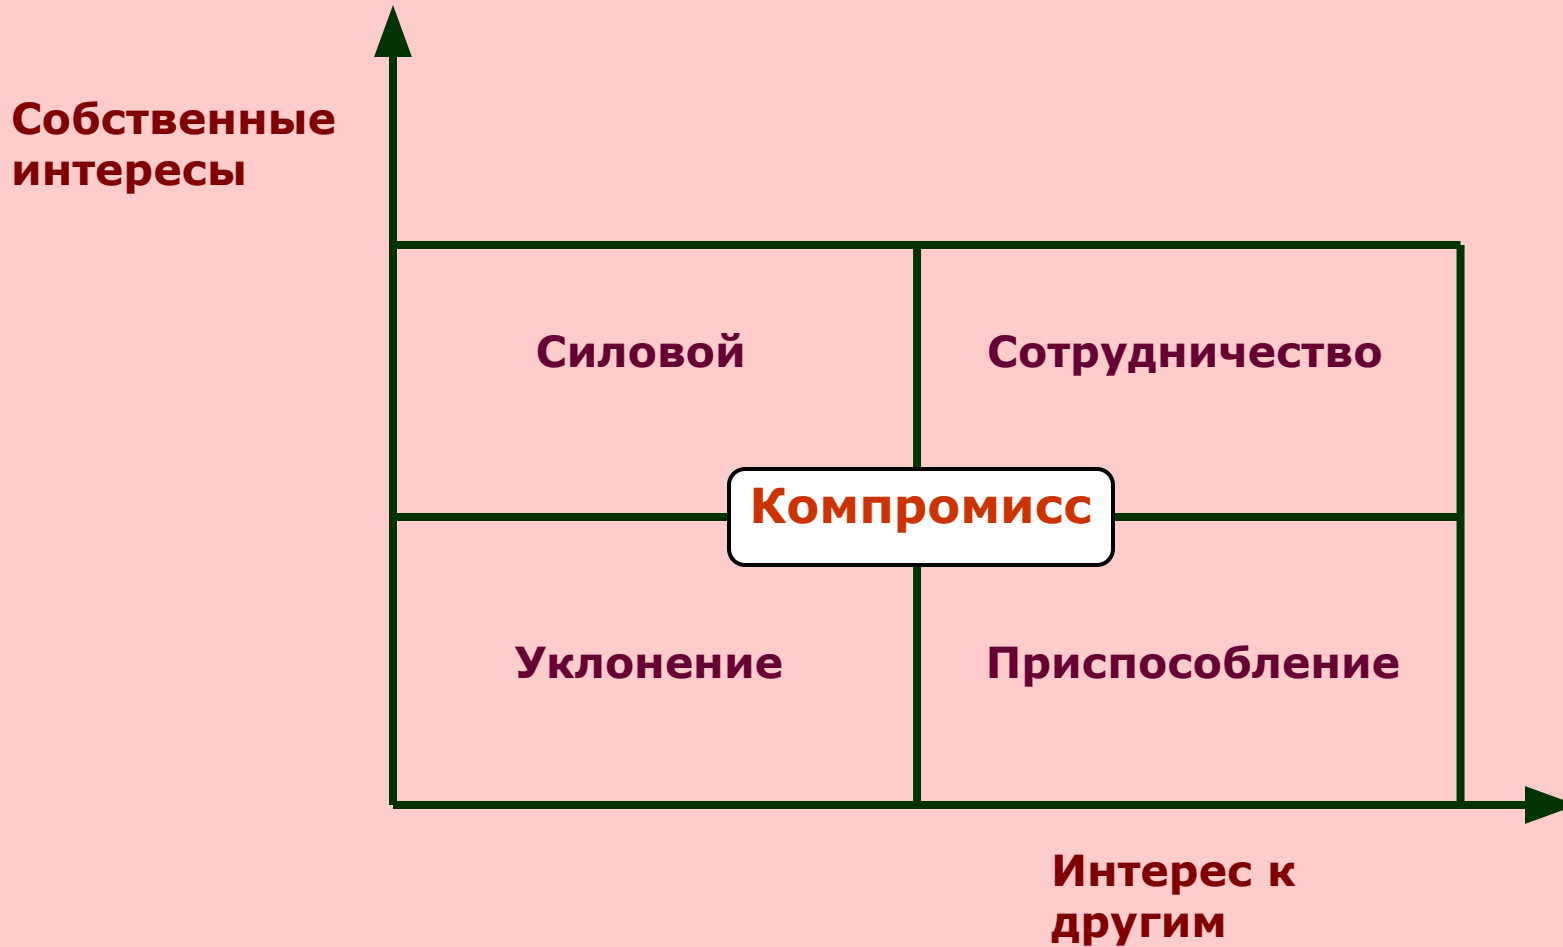 Собственные
интересы
Силовой
Сотрудничество
Компромисс
Уклонение
Приспособление
Интерес к
другим